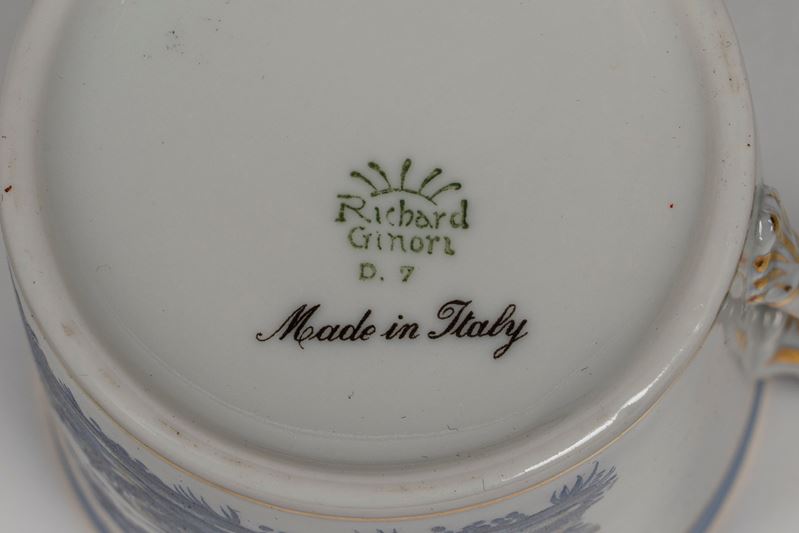 Richard
Ginori
D. 7
Made in Italy